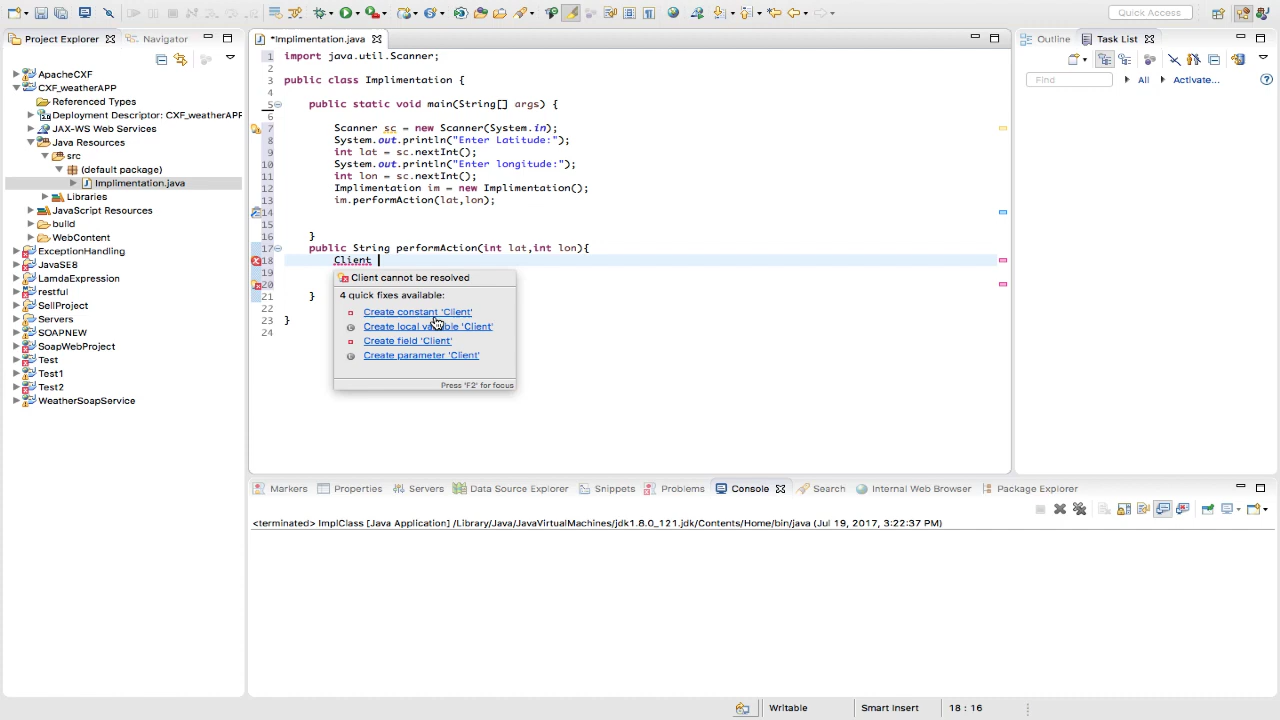 Quick Access
Project Explorer
Navigator
ApacheCXF
CXF_weatherAPP
Referenced Types
Deployment Descriptor: CXF_weatherAPP
JAX-WS Web Services
Java Resources
src
(default package)
Implimentation.java
Libraries
JavaScript Resources
build
WebContent
ExceptionHandling
JavaSE8
LamdaExpression
restful
SellProject
Servers
SOAPNEW
SoapWebProject
Test
Test1
Test2
WeatherSoapService
*Implimentation.java
1 import java.util.Scanner;
2
3 public class Implimentation {
4
5 public static void main(String[] args) {
6
7 Scanner sc = new Scanner(System.in);
8 System.out.println("Enter Latitude:");
9 int lat = sc.nextInt();
10 System.out.println("Enter longitude:");
11 int lon = sc.nextInt();
12 Implimentation im = new Implimentation();
13 im.performAction(lat,lon);
14
15
16 }
17 public String performAction(int lat,int lon){
18 Client
19
20
21 }
22
23 }
24
Client cannot be resolved
4 quick fixes available:
Create constant 'Client'
Create local variable 'Client'
Create field 'Client'
Create parameter 'Client'
Press 'F2' for focus
Outline
Task List
Find
All
Activate...
Markers
Properties
Servers
Data Source Explorer
Snippets
Problems
Console
Search
Internal Web Browser
Package Explorer
<terminated> ImplClass [Java Application] /Library/Java/JavaVirtualMachines/jdk1.8.0_121.jdk/Contents/Home/bin/java (Jul 19, 2017, 3:22:37 PM)
Writable
Smart Insert
18 : 16